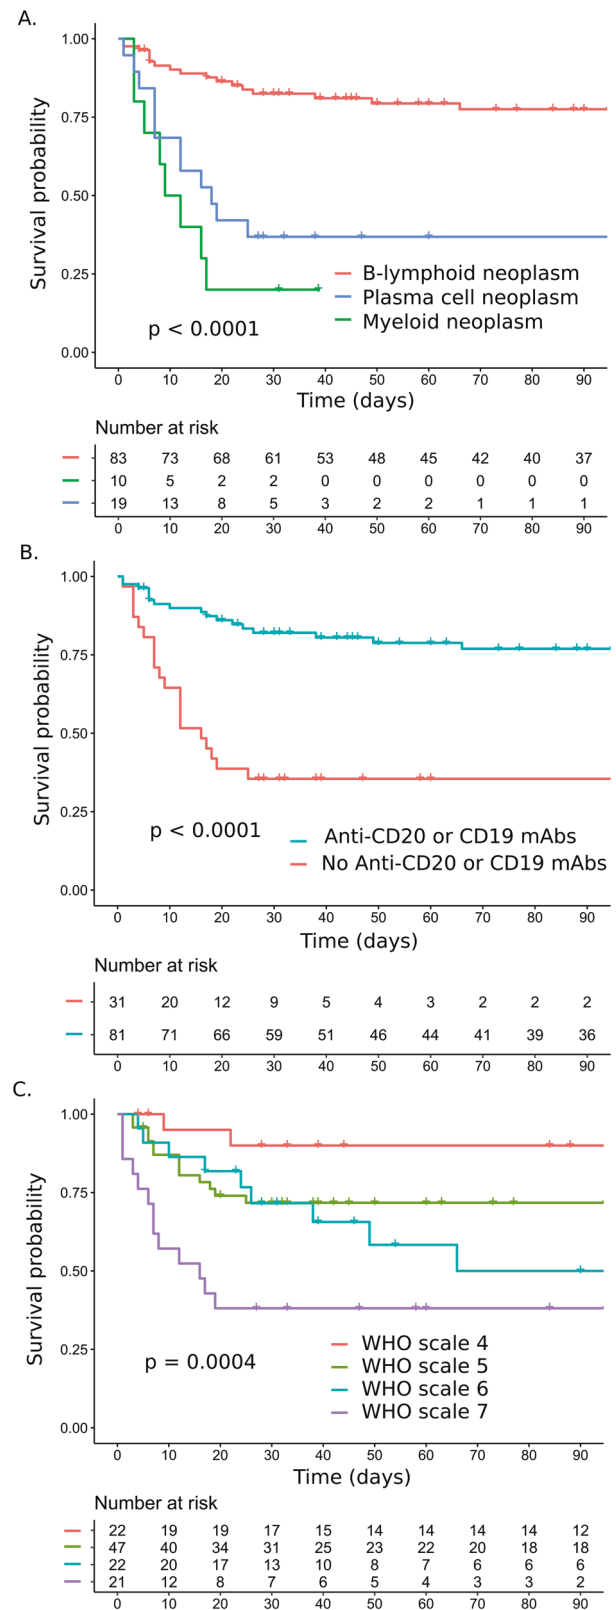 A.
1.00
0.75
0.50
0.25
0.00
Survival probability
B-lymphoid neoplasm
Plasma cell neoplasm
Myeloid neoplasm
p < 0.0001
0 10 20 30 40 50 60 70 80 90
Time (days)
Number at risk
83 73 68 61 53 48 45 42 40 37
10 5 2 2 0 0 0 0 0 0
19 13 8 5 3 2 2 1 1 1
0 10 20 30 40 50 60 70 80 90
B.
1.00
0.75
0.50
0.25
0.00
Survival probability
p < 0.0001
Anti-CD20 or CD19 mAbs
No Anti-CD20 or CD19 mAbs
0 10 20 30 40 50 60 70 80 90
Time (days)
Number at risk
31 20 12 9 5 4 3 2 2 2
81 71 66 59 51 46 44 41 39 36
0 10 20 30 40 50 60 70 80 90
C.
1.00
0.75
0.50
0.25
0.00
Survival probability
WHO scale 4
WHO scale 5
WHO scale 6
WHO scale 7
p = 0.0004
0 10 20 30 40 50 60 70 80 90
Time (days)
Number at risk
22 19 19 17 15 14 14 14 14 12
47 40 34 31 25 23 22 20 18 18
22 20 17 13 10 8 7 6 6 6
21 12 8 7 6 5 4 3 3 2
0 10 20 30 40 50 60 70 80 90